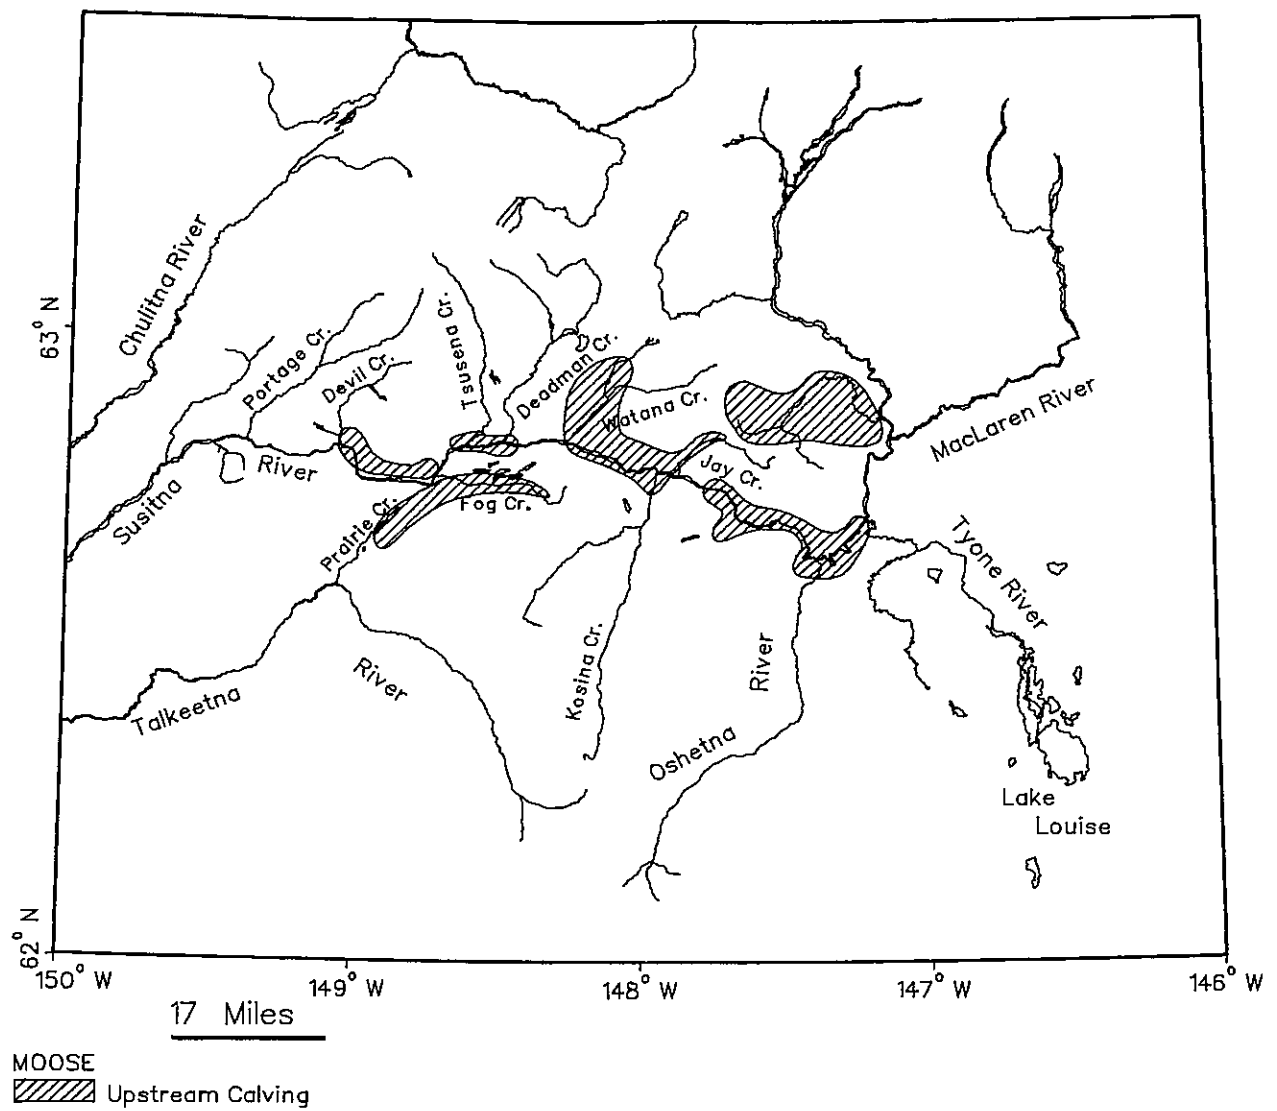 Chulitna River
63° N
Portage Cr.
Devil Cr.
Tsusena Cr.
Deadman Cr.
Watana Cr.
MacLaren River
Susitna
River
Prairie Cr.
Fog Cr.
Jay Cr.
Tyone River
Talkeetna
River
Kosina Cr.
Oshetna
River
Lake
Louise
62° N
150° W
149° W
148° W
147° W
146° W
17 Miles
MOOSE
Upstream Calving